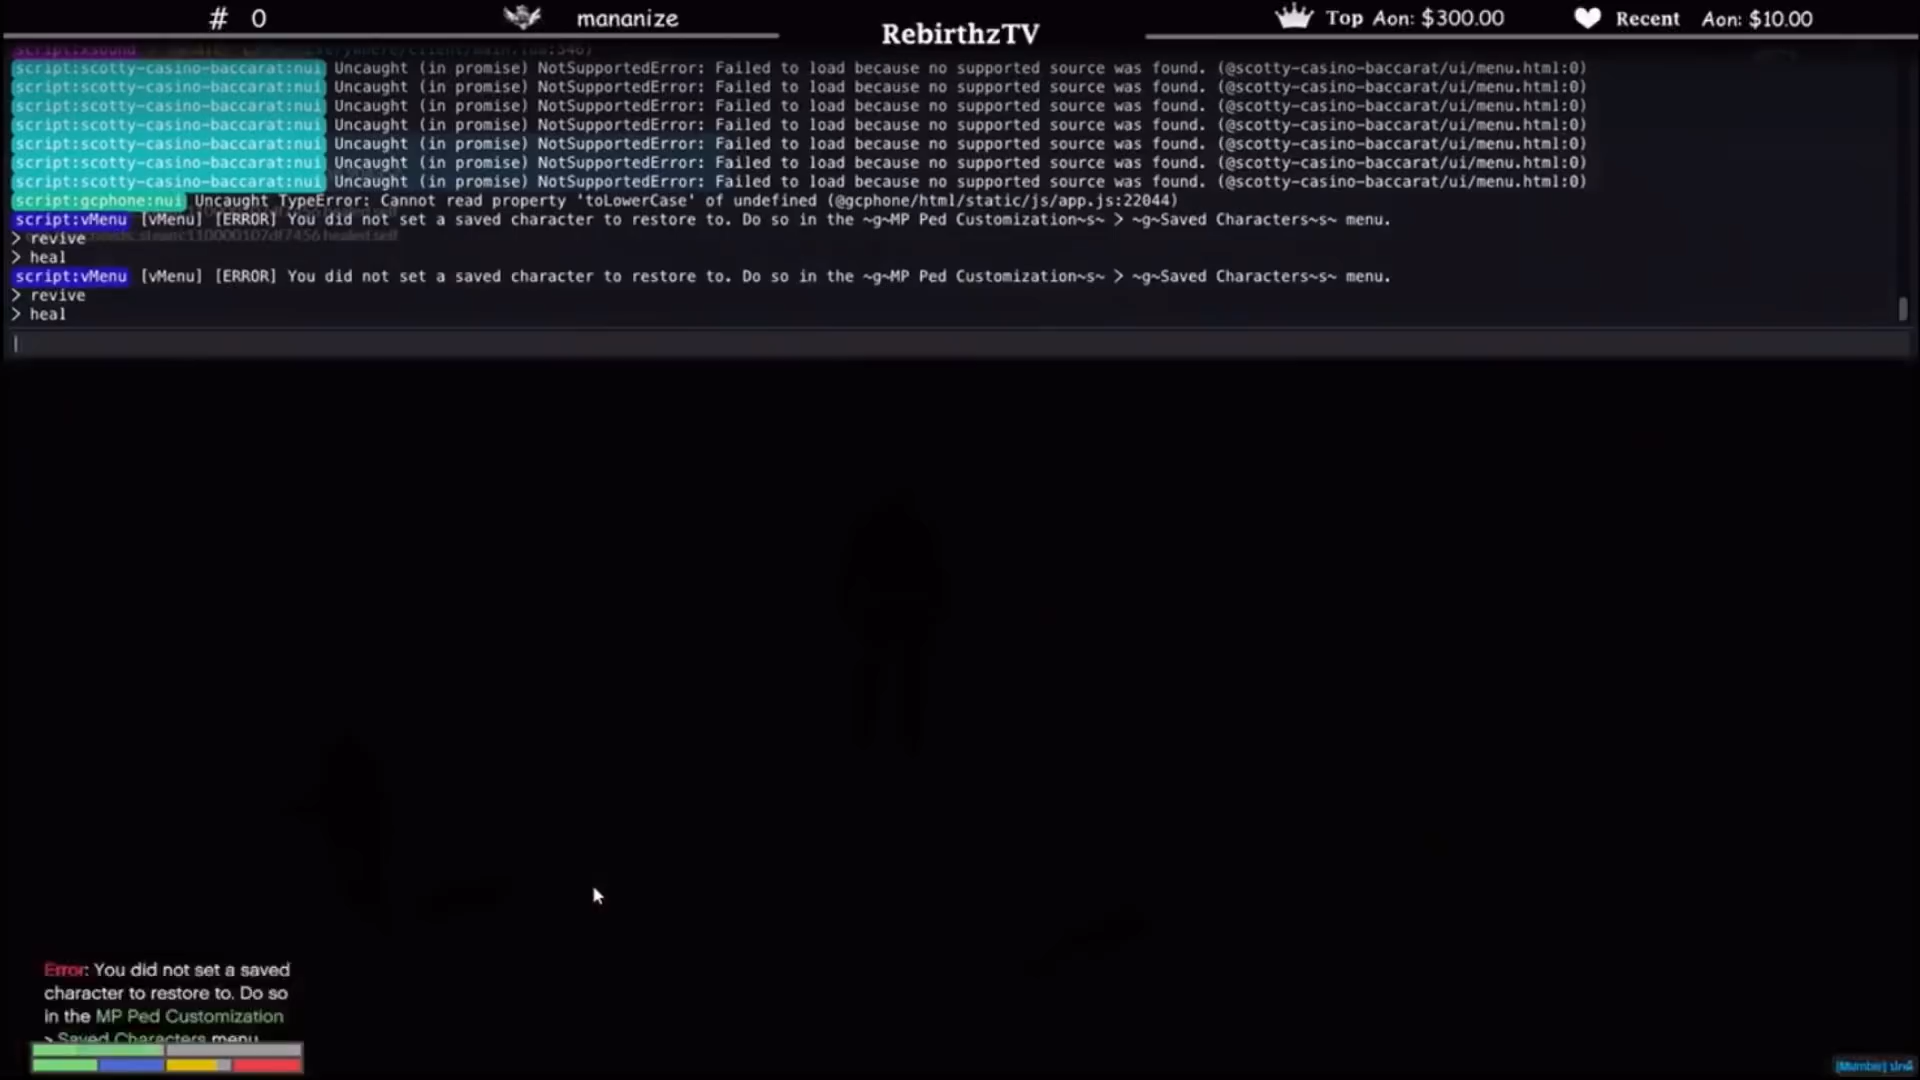 # 0
mananize
RebirthzTV
Top Aon: $300.00
Recent Aon: $10.00
script:xsound
script:scotty-casino-baccarat:nui Uncaught (in promise) NotSupportedError: Failed to load because no supported source was found. (@scotty-casino-baccarat/ui/menu.html:0)
script:scotty-casino-baccarat:nui Uncaught (in promise) NotSupportedError: Failed to load because no supported source was found. (@scotty-casino-baccarat/ui/menu.html:0)
script:scotty-casino-baccarat:nui Uncaught (in promise) NotSupportedError: Failed to load because no supported source was found. (@scotty-casino-baccarat/ui/menu.html:0)
script:scotty-casino-baccarat:nui Uncaught (in promise) NotSupportedError: Failed to load because no supported source was found. (@scotty-casino-baccarat/ui/menu.html:0)
script:scotty-casino-baccarat:nui Uncaught (in promise) NotSupportedError: Failed to load because no supported source was found. (@scotty-casino-baccarat/ui/menu.html:0)
script:scotty-casino-baccarat:nui Uncaught (in promise) NotSupportedError: Failed to load because no supported source was found. (@scotty-casino-baccarat/ui/menu.html:0)
script:scotty-casino-baccarat:nui Uncaught (in promise) NotSupportedError: Failed to load because no supported source was found. (@scotty-casino-baccarat/ui/menu.html:0)
script:gcphone:nui Uncaught TypeError: Cannot read property 'toLowerCase' of undefined (@gcphone/html/static/js/app.js:22044)
script:vMenu [vMenu] [ERROR] You did not set a saved character to restore to. Do so in the ~g~MP Ped Customization~s~ > ~g~Saved Characters~s~ menu.
> revive
> heal
script:vMenu [vMenu] [ERROR] You did not set a saved character to restore to. Do so in the ~g~MP Ped Customization~s~ > ~g~Saved Characters~s~ menu.
> revive
> heal
Error: You did not set a saved
character to restore to. Do so
in the MP Ped Customization
> Saved Characters menu